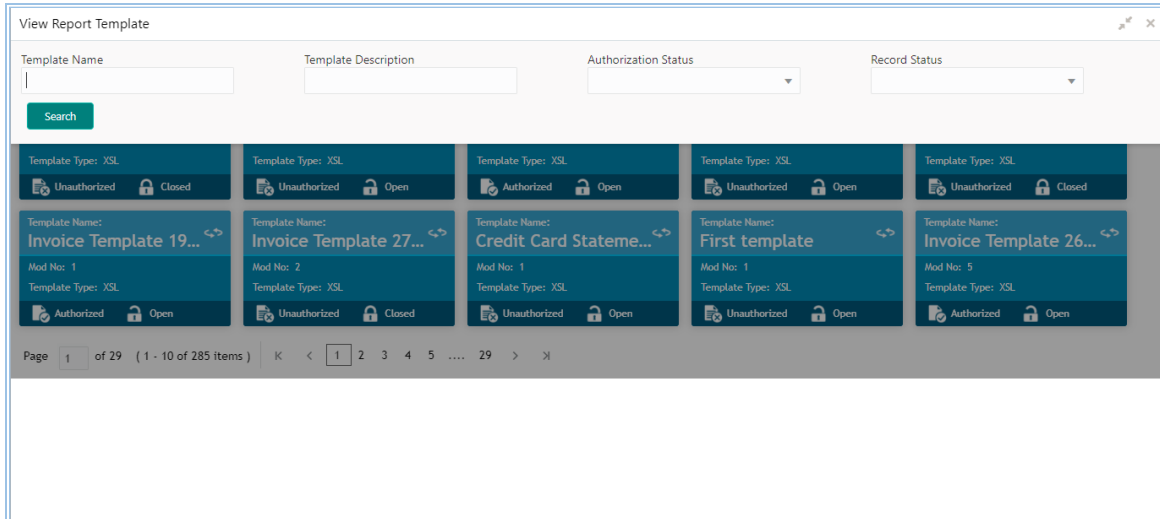 View Report Template
Template Name Template Description Authorization Status Record Status
Search
Template Type: XSL Template Type: XSL Template Type: XSL Template Type: XSL Template Type: XSL
Unauthorized Closed Unauthorized Open Authorized Open Unauthorized Open Unauthorized Closed
Template Name: Template Name: Template Name: Template Name: Template Name:
Invoice Template 19... Invoice Template 27... Credit Card Stateme... First template Invoice Template 26...
Mod No: 1 Mod No: 2 Mod No: 1 Mod No: 1 Mod No: 5
Template Type: XSL Template Type: XSL Template Type: XSL Template Type: XSL Template Type: XSL
Authorized Open Unauthorized Closed Unauthorized Open Unauthorized Open Authorized Open
Page 1 of 29 ( 1 - 10 of 285 items ) 1 2 3 4 5 .... 29